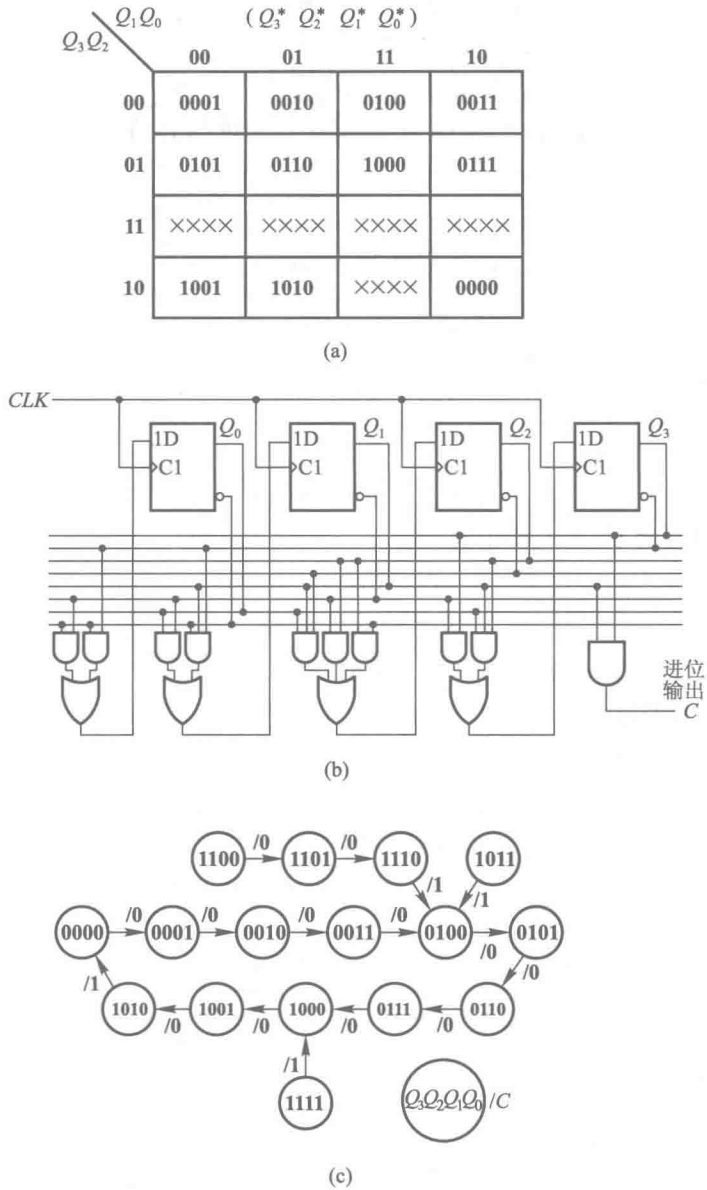 Q₁Q₀ (Q₃* Q₂* Q₁* Q₀*)
Q₃Q₂
00 01 11 10
00 0001 0010 0100 0011
01 0101 0110 1000 0111
11 ×××× ×××× ×××× ××××
10 1001 1010 ×××× 0000
(a)
CLK
1D Q₀ 1D Q₁ 1D Q₂ 1D Q₃
C1 C1 C1 C1
进位
输出
C
(b)
/0 /0
1100 1101 1110 1011
/1 /1
/0 /0 /0 /0
0000 0001 0010 0011 0100 0101
/0 /0
/1
1010 1001 1000 0111 0110
/0 /0 /0 /0
/1
1111 Q₃Q₂Q₁Q₀ /C
(c)